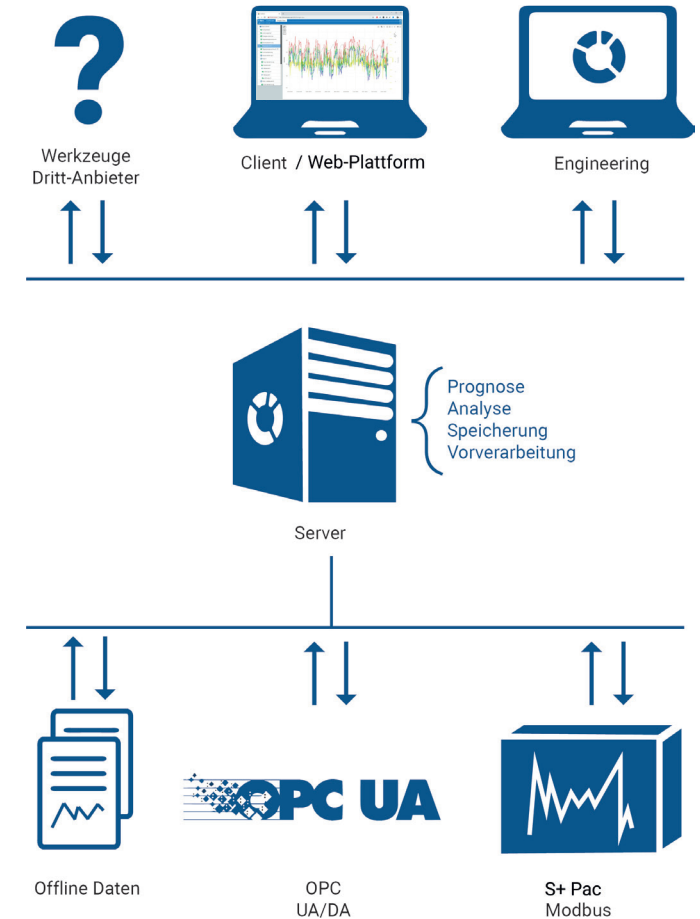 ?
Werkzeuge
Dritt-Anbieter
Client / Web-Plattform
Engineering
Prognose
Analyse
Speicherung
Vorverarbeitung
Server
OPC UA
Offline Daten
OPC
UA/DA
S+ Pac
Modbus